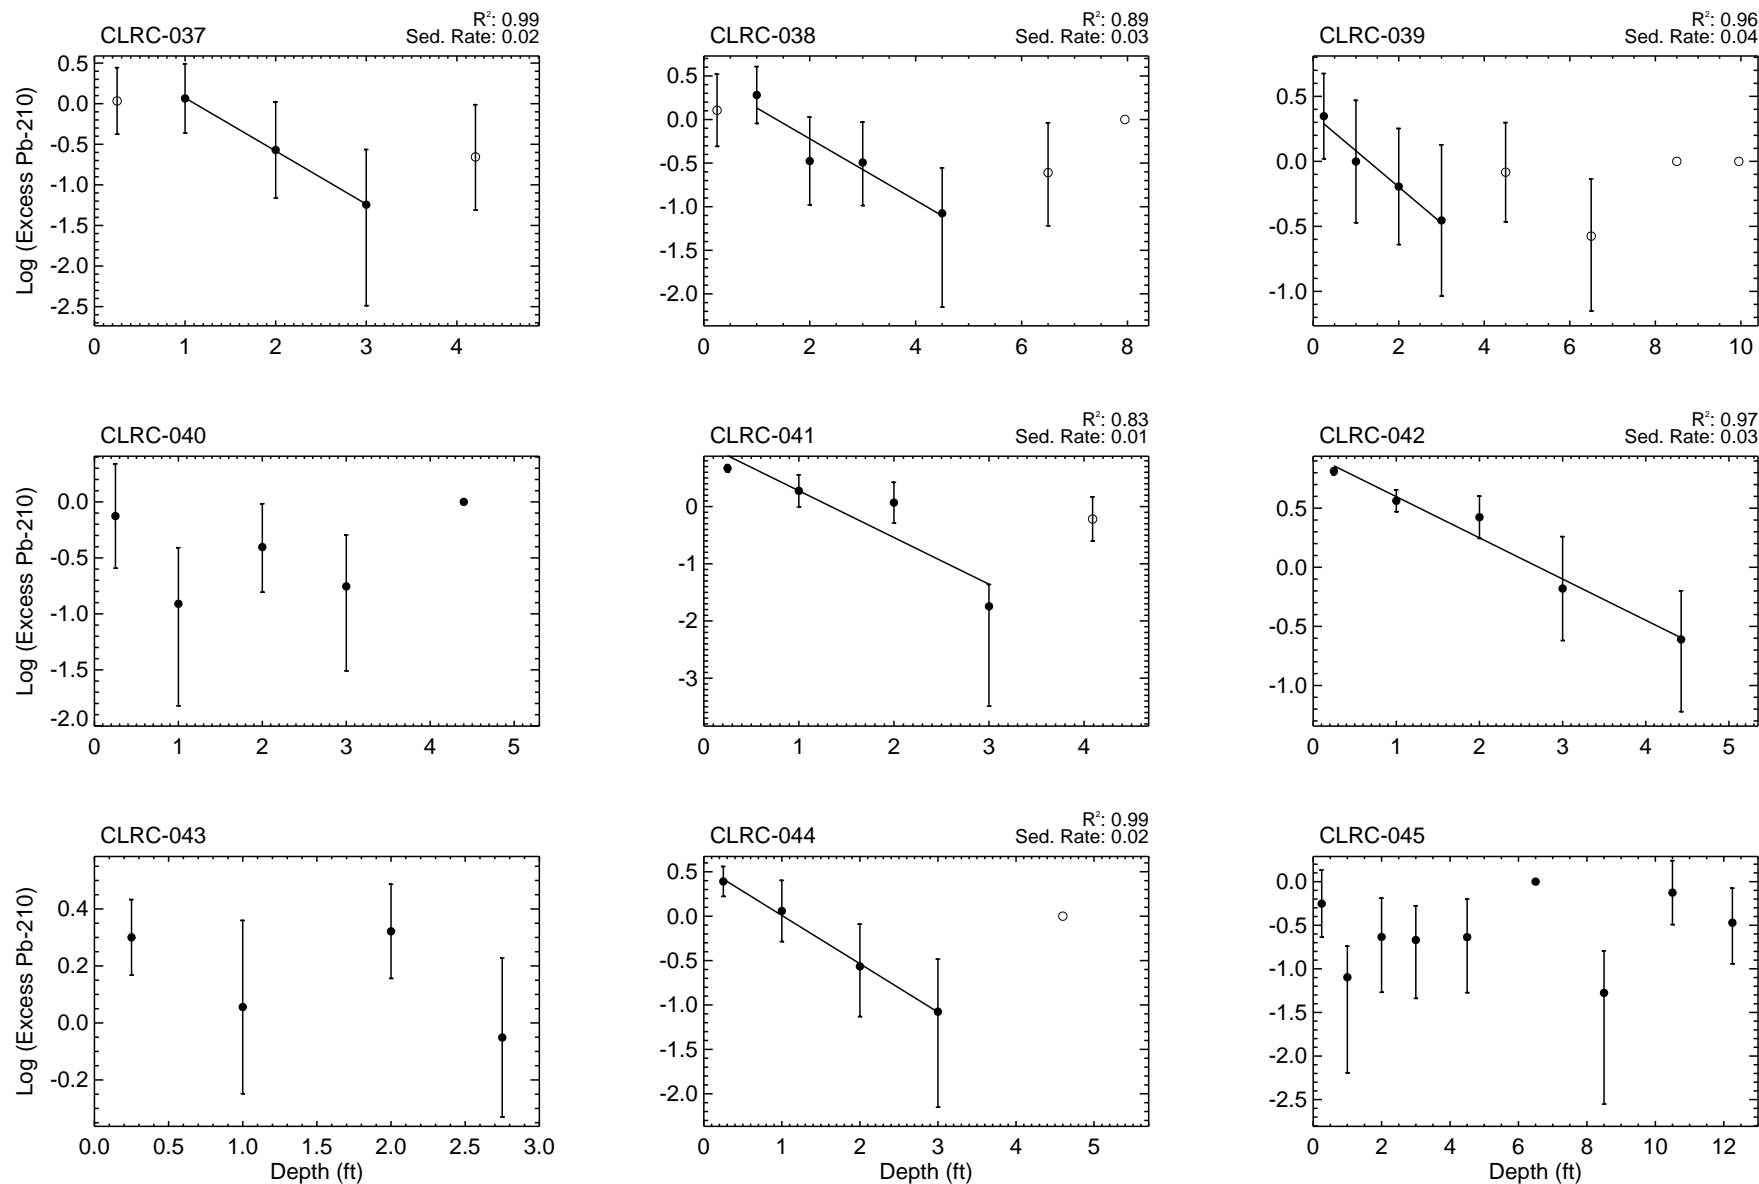 R²: 0.99
CLRC-037 Sed. Rate: 0.02
R²: 0.89
CLRC-038 Sed. Rate: 0.03
R²: 0.96
CLRC-039 Sed. Rate: 0.04
Log (Excess Pb-210)
0.5
0.0
-0.5
-1.0
-1.5
-2.0
-2.5
0 1 2 3 4
0.5
0.0
-0.5
-1.0
-1.5
-2.0
0 2 4 6 8
0.5
0.0
-0.5
-1.0
0 2 4 6 8 10
CLRC-040
R²: 0.83
CLRC-041 Sed. Rate: 0.01
R²: 0.97
CLRC-042 Sed. Rate: 0.03
Log (Excess Pb-210)
0.0
-0.5
-1.0
-1.5
-2.0
0 1 2 3 4 5
0
-1
-2
-3
0 1 2 3 4
0.5
0.0
-0.5
-1.0
0 1 2 3 4 5
CLRC-043
R²: 0.99
CLRC-044 Sed. Rate: 0.02
CLRC-045
Log (Excess Pb-210)
0.4
0.2
0.0
-0.2
0.0 0.5 1.0 1.5 2.0 2.5 3.0
Depth (ft)
0.5
0.0
-0.5
-1.0
-1.5
-2.0
0 1 2 3 4 5
Depth (ft)
0.0
-0.5
-1.0
-1.5
-2.0
-2.5
0 2 4 6 8 10 12
Depth (ft)